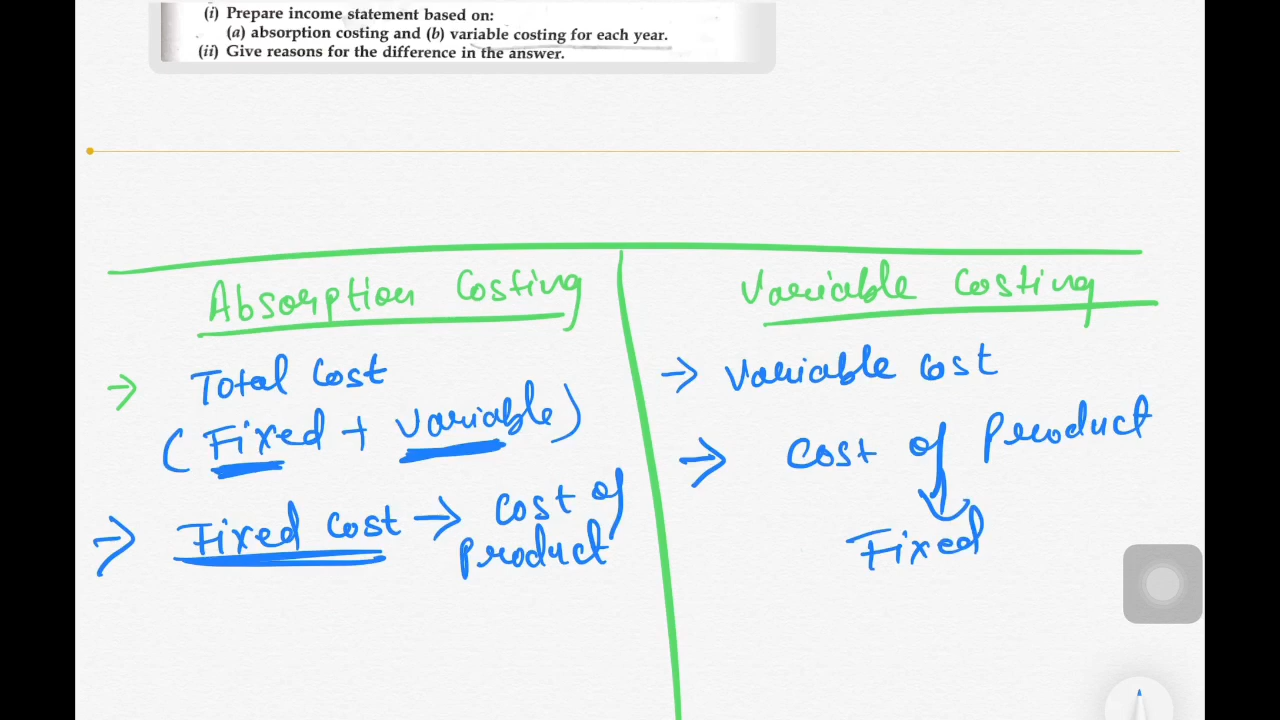 (i) Prepare income statement based on:
(a) absorption costing and (b) variable costing for each year.
(ii) Give reasons for the difference in the answer.
Absorption Costing
→ Total Cost
(Fixed + Variable)
→ Fixed cost → cost of
product
Variable Costing
→ Variable cost
→ cost of product
Fixed